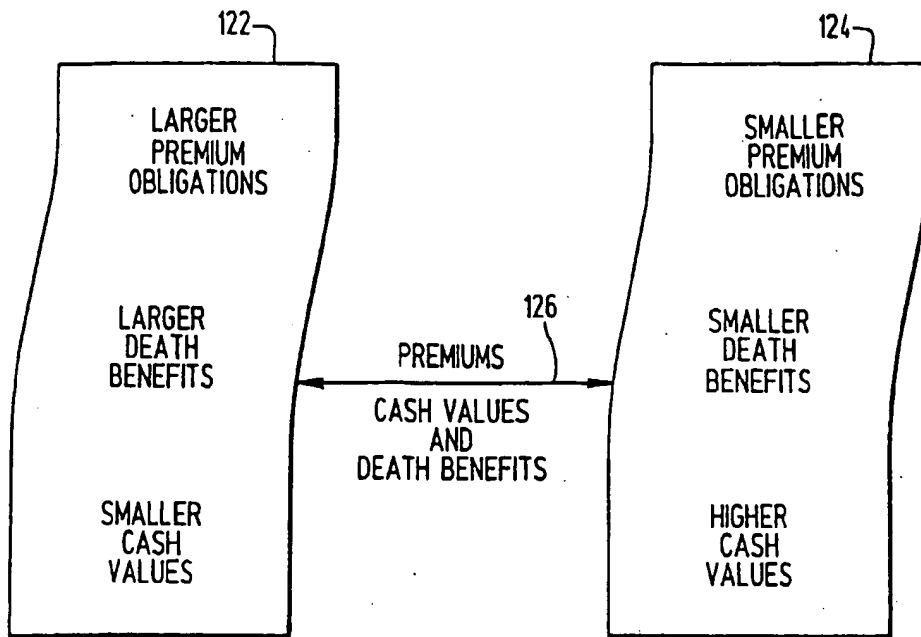 122
LARGER
PREMIUM
OBLIGATIONS
LARGER
DEATH
BENEFITS
SMALLER
CASH
VALUES
126
PREMIUMS
CASH VALUES
AND
DEATH BENEFITS
124
SMALLER
PREMIUM
OBLIGATIONS
SMALLER
DEATH
BENEFITS
HIGHER
CASH
VALUES